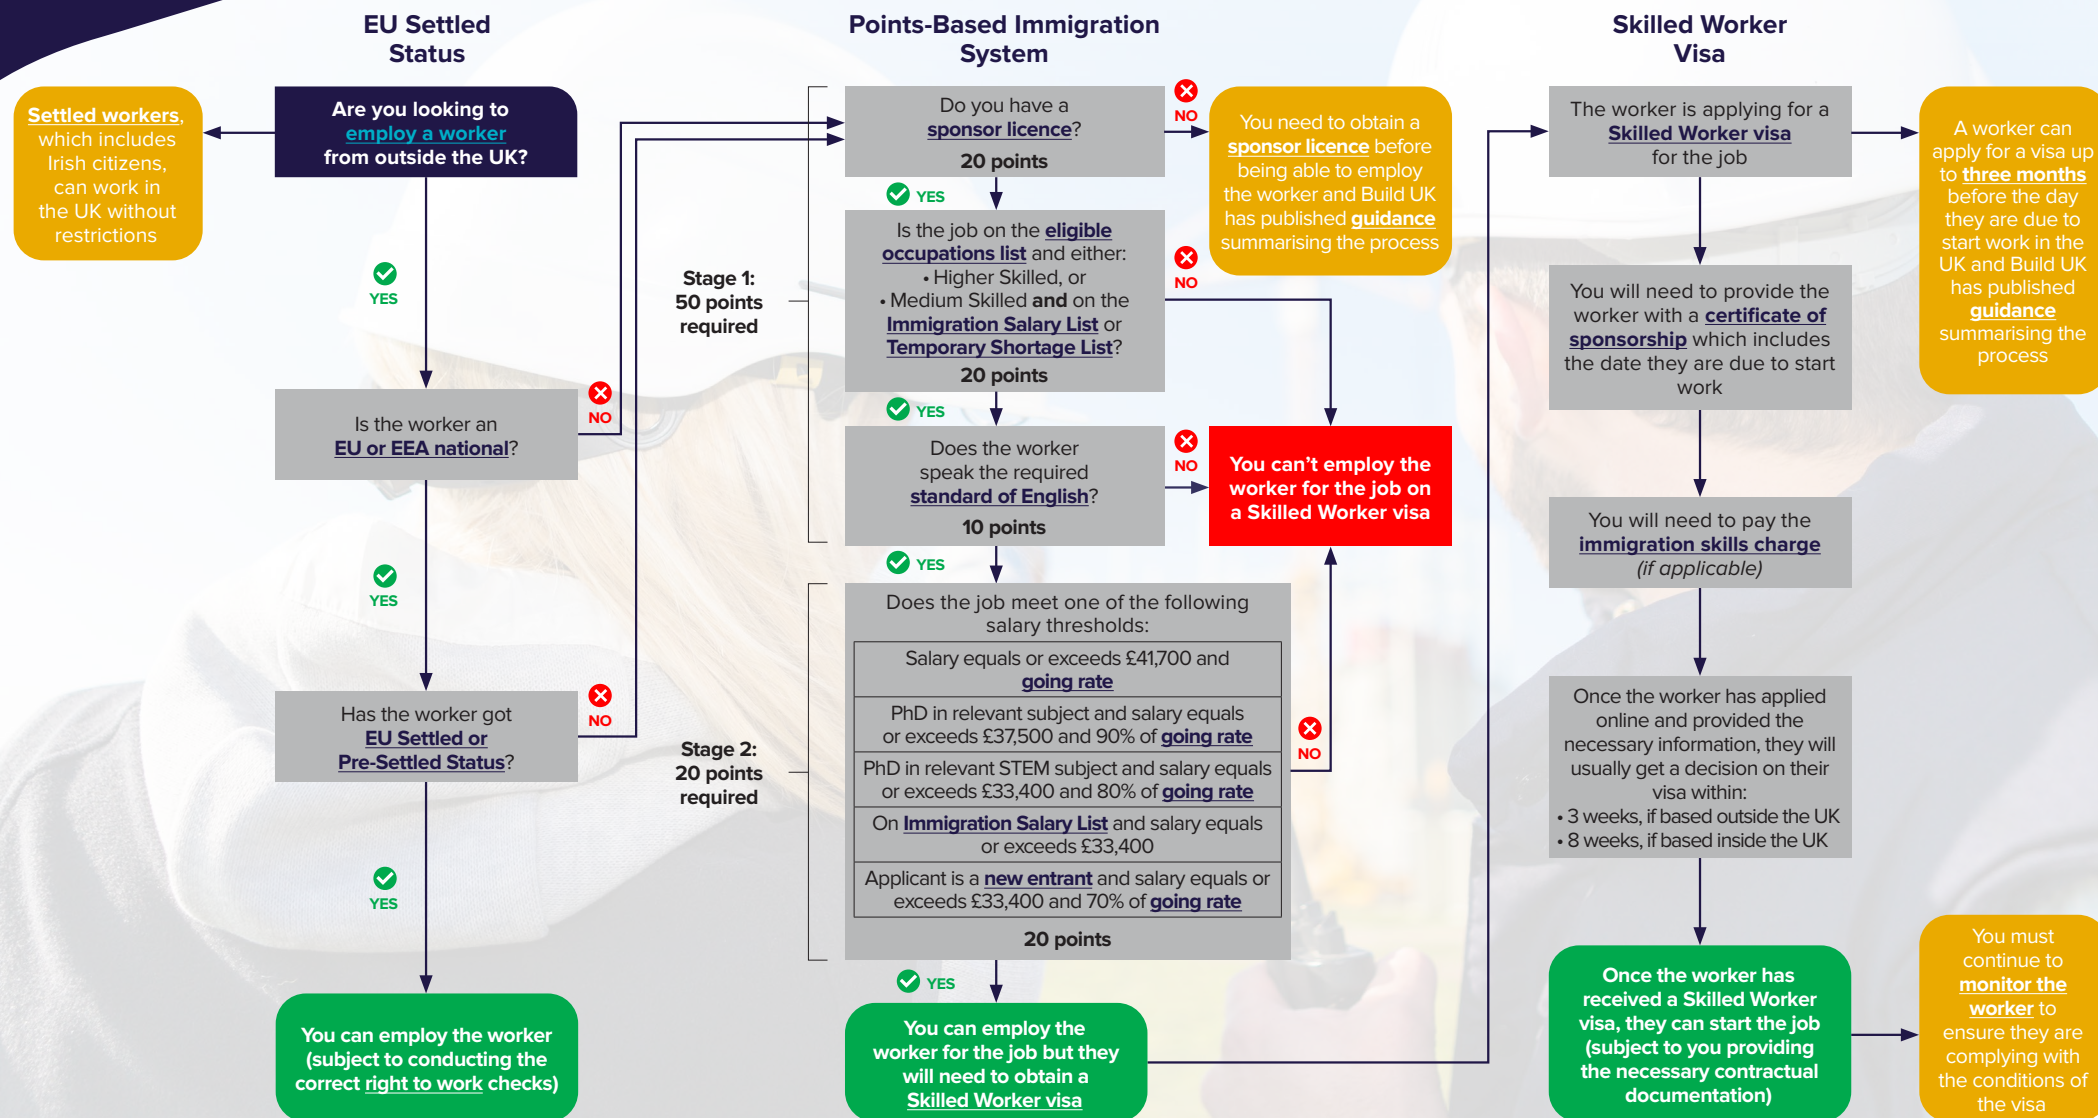 EU Settled
Status
Settled workers,
which includes
Irish citizens,
can work in
the UK without
restrictions
Are you looking to
employ a worker
from outside the UK?
YES
Is the worker an
EU or EEA national?
NO
YES
Has the worker got
EU Settled or
Pre-Settled Status?
NO
YES
You can employ the worker
(subject to conducting the
correct right to work checks)
Points-Based Immigration
System
Stage 1:
50 points
required
Do you have a
sponsor licence?
20 points
NO
You need to obtain a
sponsor licence before
being able to employ
the worker and Build UK
has published guidance
summarising the process
YES
Is the job on the eligible
occupations list and either:
• Higher Skilled, or
• Medium Skilled and on the
Immigration Salary List or
Temporary Shortage List?
20 points
NO
YES
Does the worker
speak the required
standard of English?
10 points
NO
You can't employ the
worker for the job on
a Skilled Worker visa
YES
Stage 2:
20 points
required
Does the job meet one of the following
salary thresholds:
Salary equals or exceeds £41,700 and
going rate
PhD in relevant subject and salary equals
or exceeds £37,500 and 90% of going rate
PhD in relevant STEM subject and salary equals
or exceeds £33,400 and 80% of going rate
On Immigration Salary List and salary equals
or exceeds £33,400
Applicant is a new entrant and salary equals or
exceeds £33,400 and 70% of going rate
20 points
NO
YES
You can employ the
worker for the job but they
will need to obtain a
Skilled Worker visa
Skilled Worker
Visa
The worker is applying for a
Skilled Worker visa
for the job
A worker can
apply for a visa up
to three months
before the day
they are due to
start work in the
UK and Build UK
has published
guidance
summarising the
process
You will need to provide the
worker with a certificate of
sponsorship which includes
the date they are due to start
work
You will need to pay the
immigration skills charge
(if applicable)
Once the worker has applied
online and provided the
necessary information, they will
usually get a decision on their
visa within:
• 3 weeks, if based outside the UK
• 8 weeks, if based inside the UK
Once the worker has
received a Skilled Worker
visa, they can start the job
(subject to you providing
the necessary contractual
documentation)
You must
continue to
monitor the
worker to
ensure they are
complying with
the conditions of
the visa